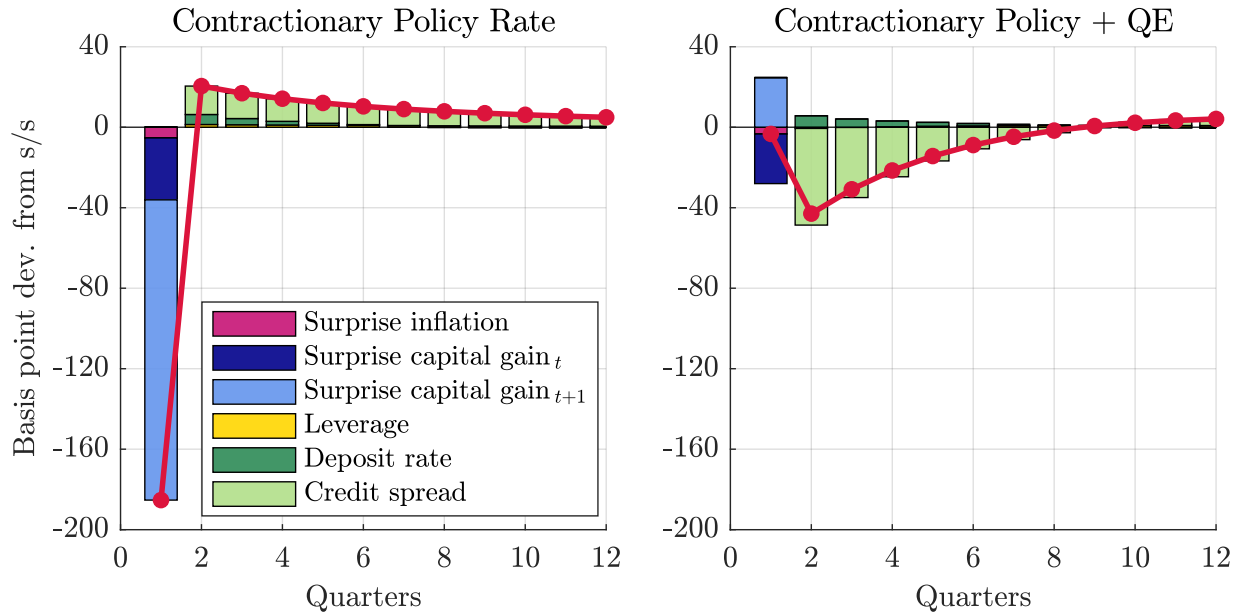 Contractionary Policy Rate
Contractionary Policy + QE
Basis point dev. from s/s
40
0
-40
-80
-120
-160
-200
0 2 4 6 8 10 12
Quarters
Surprise inflation
Surprise capital gain t
Surprise capital gain t+1
Leverage
Deposit rate
Credit spread
40
0
-40
-80
-120
-160
-200
0 2 4 6 8 10 12
Quarters